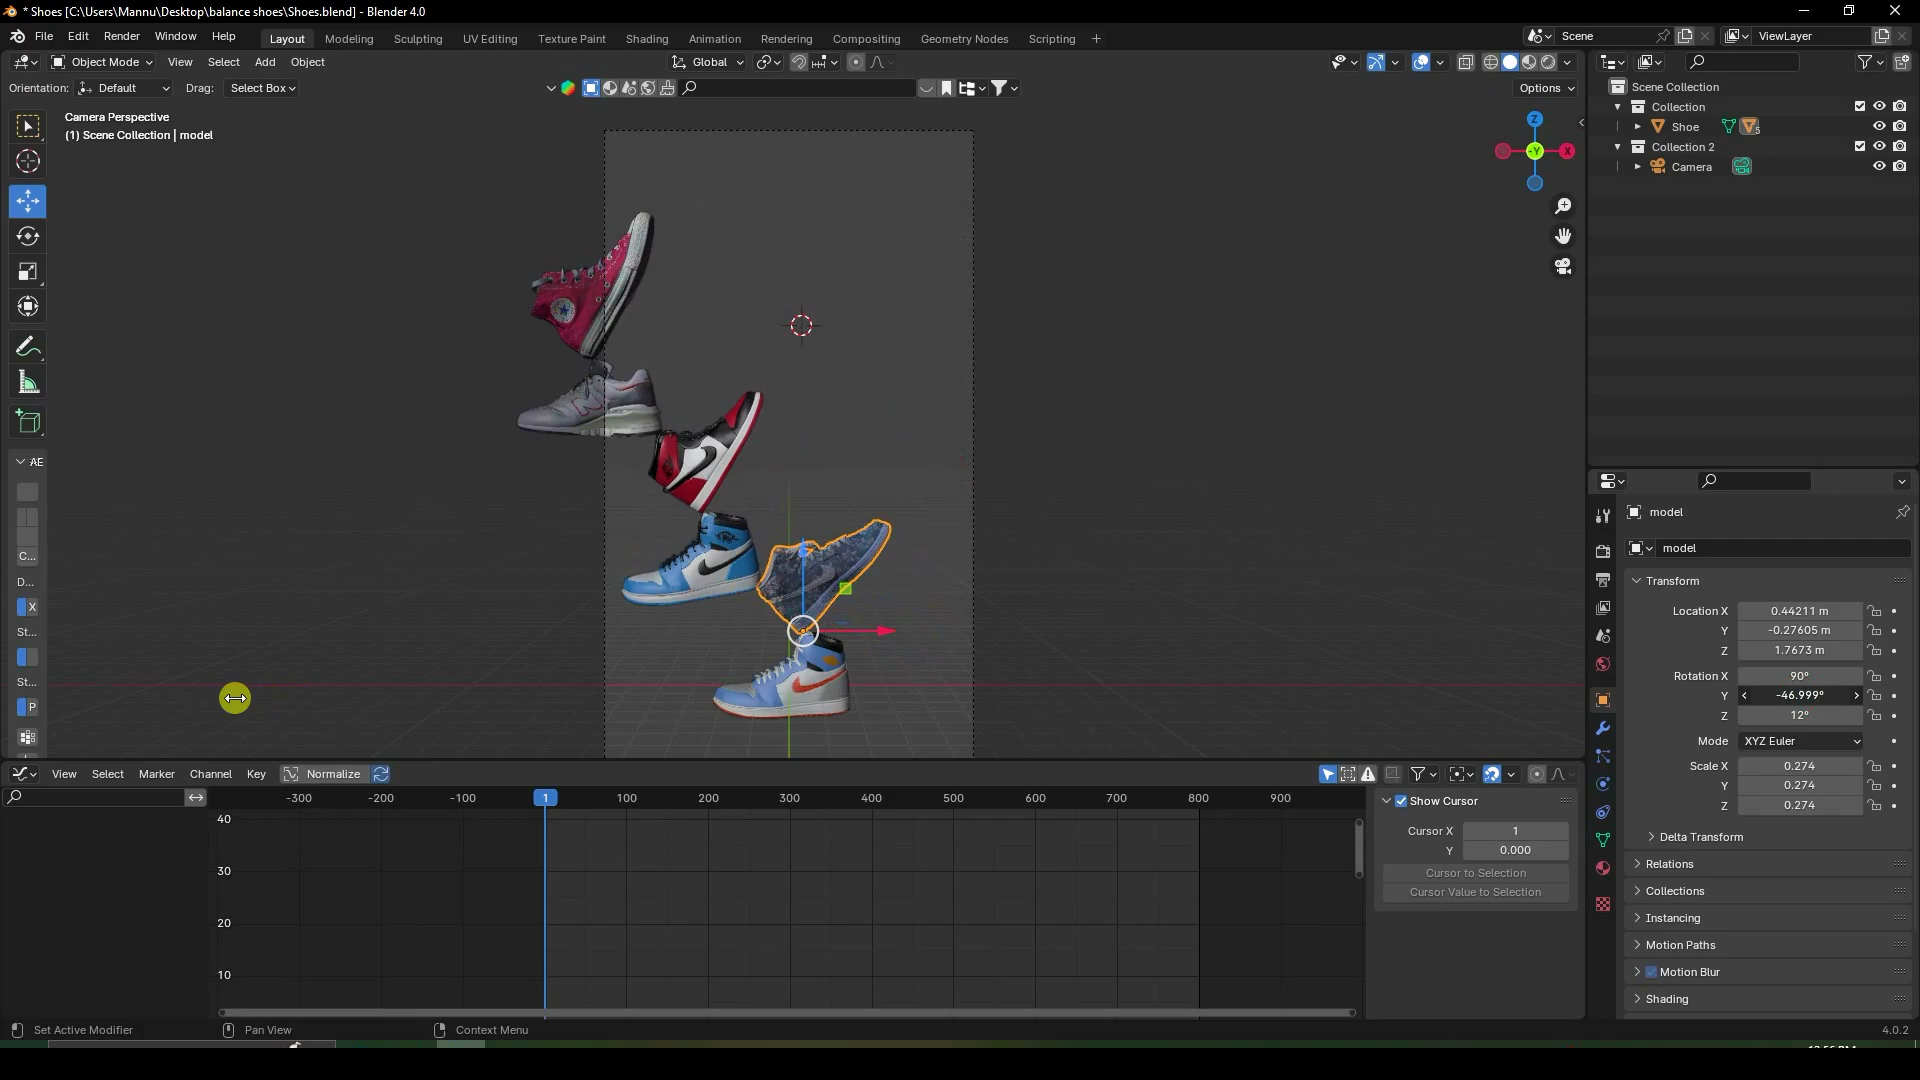 * Shoes [C:\Users\Mannu\Desktop\balance shoes\Shoes.blend] - Blender 4.0
File Edit Render Window Help
Layout Modeling Sculpting UV Editing Texture Paint Shading Animation Rendering Compositing Geometry Nodes Scripting +
Scene
ViewLayer
Object Mode View Select Add Object
Global
Orientation: Default Drag: Select Box
Options
Camera Perspective
(1) Scene Collection | model
Z
-Y
X
Scene Collection
Collection
Shoe 5
Collection 2
Camera
AE
C...
D...
X
St...
St...
P
model
model
Transform
Location X 0.44211 m
Y -0.27605 m
Z 1.7673 m
Rotation X 90°
Y -46.999°
Z 12°
Mode XYZ Euler
Scale X 0.274
Y 0.274
Z 0.274
Delta Transform
Relations
Collections
Instancing
Motion Paths
Motion Blur
Shading
View Select Marker Channel Key Normalize
-300 -200 -100 1 100 200 300 400 500 600 700 800 900
40
30
20
10
Show Cursor
Cursor X 1
Y 0.000
Cursor to Selection
Cursor Value to Selection
Set Active Modifier Pan View Context Menu
4.0.2